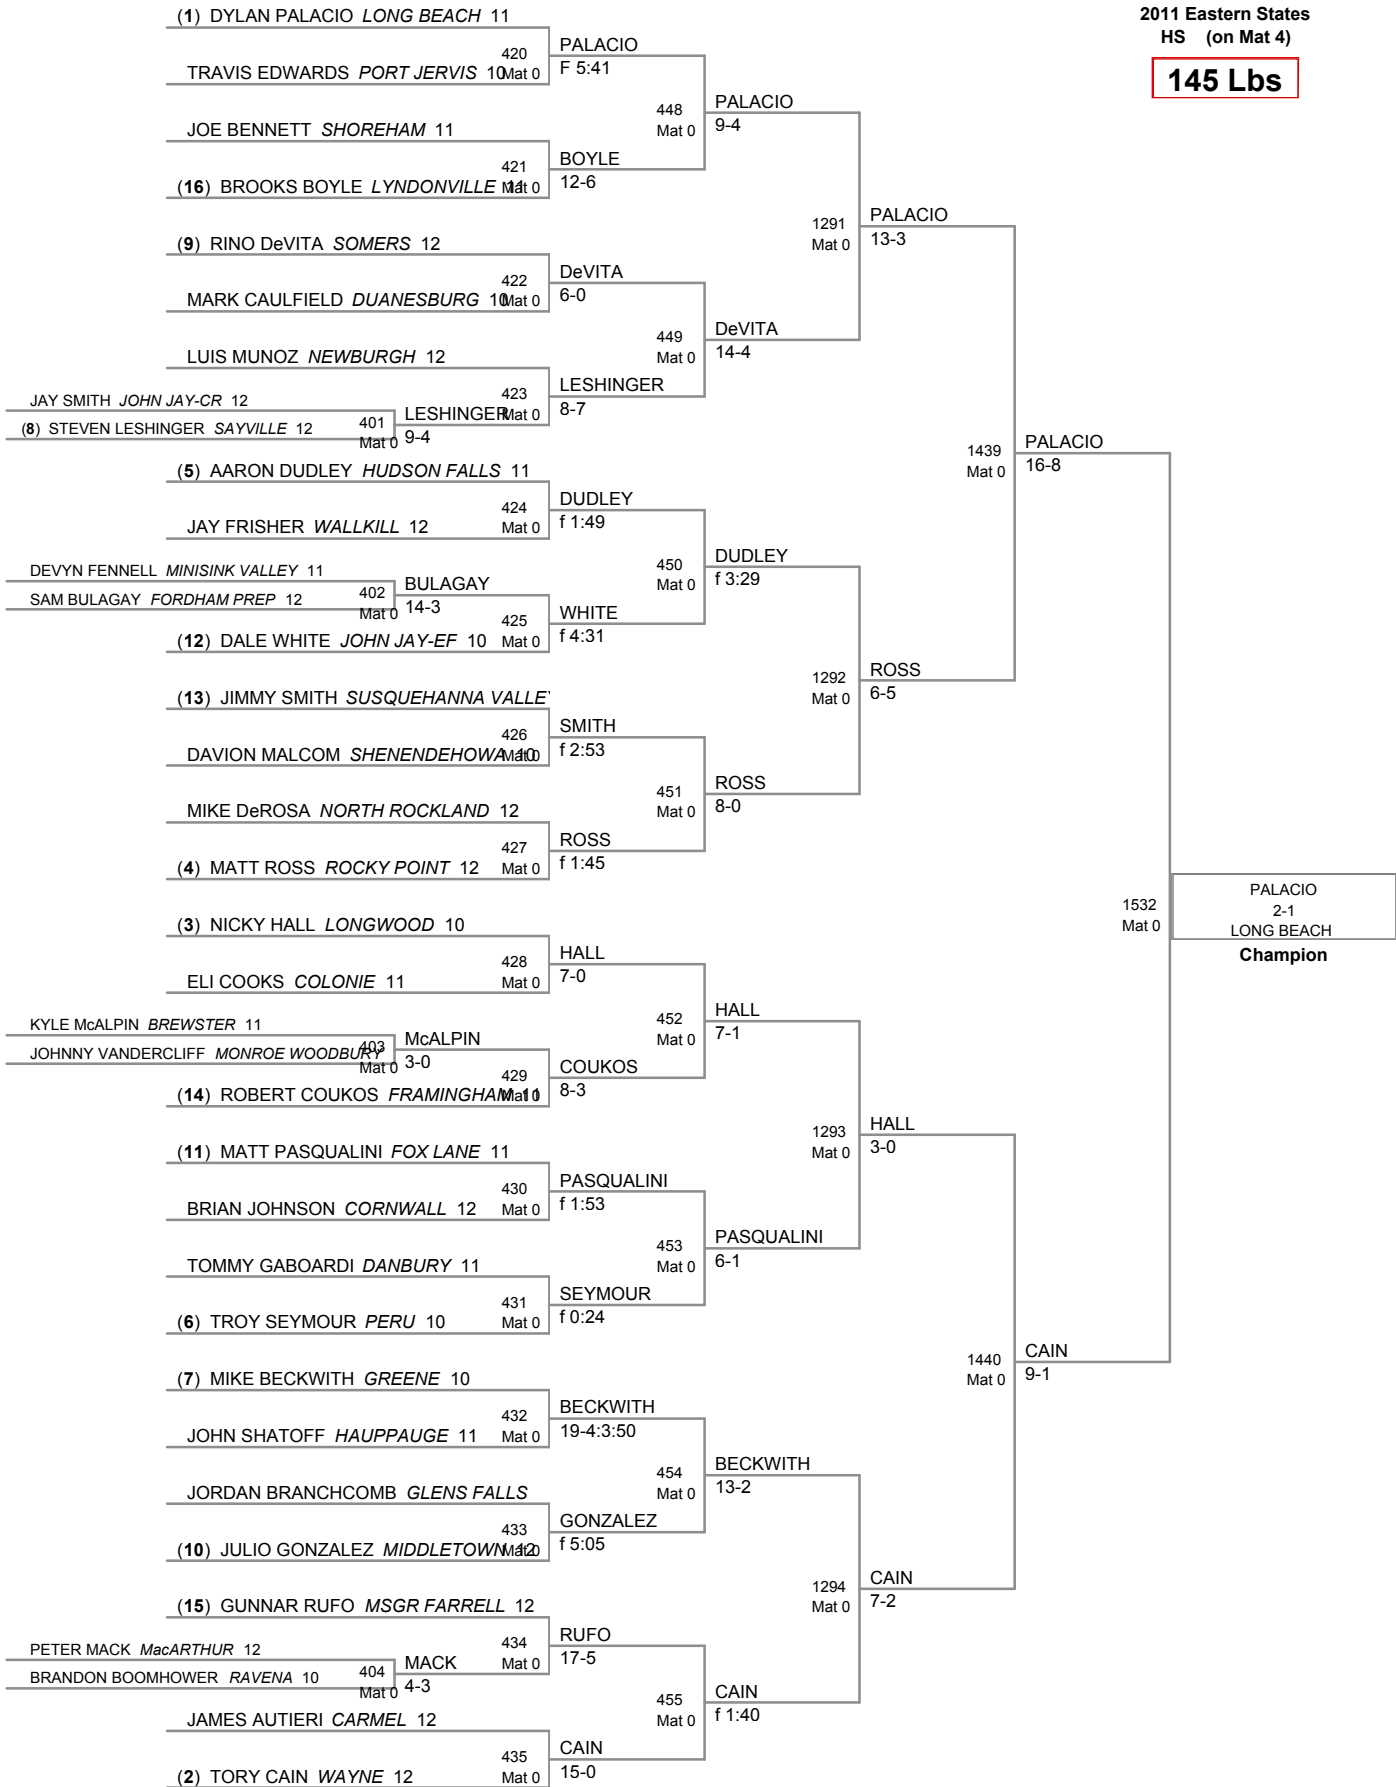 (1) DYLAN PALACIO LONG BEACH 11
2011 Eastern States
HS (on Mat 4)
145 Lbs
420
Mat 0
PALACIO
F 5:41
TRAVIS EDWARDS PORT JERVIS 10
448
Mat 0
PALACIO
9-4
JOE BENNETT SHOREHAM 11
421
Mat 0
BOYLE
12-6
(16) BROOKS BOYLE LYNDONVILLE 11
1291
Mat 0
PALACIO
13-3
(9) RINO DeVITA SOMERS 12
422
Mat 0
DeVITA
6-0
MARK CAULFIELD DUANESBURG 10
449
Mat 0
DeVITA
14-4
LUIS MUNOZ NEWBURGH 12
423
Mat 0
LESHINGER
8-7
JAY SMITH JOHN JAY-CR 12
(8) STEVEN LESHINGER SAYVILLE 12
401
Mat 0
LESHINGER
9-4
1439
Mat 0
PALACIO
16-8
(5) AARON DUDLEY HUDSON FALLS 11
424
Mat 0
DUDLEY
f 1:49
JAY FRISHER WALLKILL 12
450
Mat 0
DUDLEY
f 3:29
DEVYN FENNELL MINISINK VALLEY 11
SAM BULAGAY FORDHAM PREP 12
402
Mat 0
BULAGAY
14-3
425
Mat 0
WHITE
f 4:31
(12) DALE WHITE JOHN JAY-EF 10
1292
Mat 0
ROSS
6-5
(13) JIMMY SMITH SUSQUEHANNA VALLEY
426
Mat 0
SMITH
f 2:53
DAVION MALCOM SHENENDEHOWA 10
451
Mat 0
ROSS
8-0
MIKE DeROSA NORTH ROCKLAND 12
427
Mat 0
ROSS
f 1:45
(4) MATT ROSS ROCKY POINT 12
1532
Mat 0
PALACIO
2-1
LONG BEACH
Champion
(3) NICKY HALL LONGWOOD 10
428
Mat 0
HALL
7-0
ELI COOKS COLONIE 11
452
Mat 0
HALL
7-1
KYLE McALPIN BREWSTER 11
JOHNNY VANDERCLIFF MONROE WOODBURY
403
Mat 0
McALPIN
3-0
429
Mat 0
COUKOS
8-3
(14) ROBERT COUKOS FRAMINGHAM 11
1293
Mat 0
HALL
3-0
(11) MATT PASQUALINI FOX LANE 11
430
Mat 0
PASQUALINI
f 1:53
BRIAN JOHNSON CORNWALL 12
453
Mat 0
PASQUALINI
6-1
TOMMY GABOARDI DANBURY 11
431
Mat 0
SEYMOUR
f 0:24
(6) TROY SEYMOUR PERU 10
1440
Mat 0
CAIN
9-1
(7) MIKE BECKWITH GREENE 10
432
Mat 0
BECKWITH
19-4:3:50
JOHN SHATOFF HAUPPAUGE 11
454
Mat 0
BECKWITH
13-2
JORDAN BRANCHCOMB GLENS FALLS
433
Mat 0
GONZALEZ
f 5:05
(10) JULIO GONZALEZ MIDDLETOWN 12
1294
Mat 0
CAIN
7-2
(15) GUNNAR RUFO MSGR FARRELL 12
434
Mat 0
RUFO
17-5
PETER MACK MacARTHUR 12
BRANDON BOOMHOWER RAVENA 10
404
Mat 0
MACK
4-3
455
Mat 0
CAIN
f 1:40
JAMES AUTIERI CARMEL 12
435
Mat 0
CAIN
15-0
(2) TORY CAIN WAYNE 12